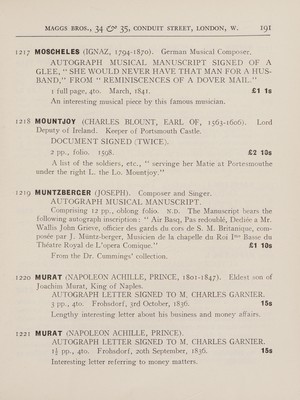 MAGGS BROS., 34 & 35, CONDUIT STREET, LONDON, W. 191
1217 MOSCHELES (IGNAZ, 1794-1870). German Musical Composer.
AUTOGRAPH MUSICAL MANUSCRIPT SIGNED OF A
GLEE, "SHE WOULD NEVER HAVE THAT MAN FOR A HUS-
BAND," FROM "REMINISCENCES OF A DOVER MAIL."
1 full page, 4to. March, 1841. £1 1s
An interesting musical piece by this famous musician.
1218 MOUNTJOY (CHARLES BLOUNT, EARL OF, 1563-1606). Lord
Deputy of Ireland. Keeper of Portsmouth Castle.
DOCUMENT SIGNED (TWICE).
2 pp., folio. 1598. £2 10s
A list of the soldiers, etc., "serving her Matie at Portesmouthe
under the right L. the Lo. Mountjoy."
1219 MUNTZBERGER (JOSEPH). Composer and Singer.
AUTOGRAPH MUSICAL MANUSCRIPT.
Comprising 12 pp., oblong folio. N.D. The Manuscript bears the
following autograph inscription: "Air Basq, Pas redoublé, Dediée a Mr.
Wallis John Grieve, officier des gards du cors de S. M. Britanique, com-
posée par J. Müntz-berger, Musicien de la chapelle du Roi 1ère Basse du
Théatre Royal de L'opera Comique." £1 10s
From the Dr. Cummings' collection.
1220 MURAT (NAPOLEON ACHILLE, PRINCE, 1801-1847). Eldest son of
Joachim Murat, King of Naples.
AUTOGRAPH LETTER SIGNED TO M. CHARLES GARNIER.
3 pp., 4to. Frohsdorf, 3rd October, 1836. 15s
Lengthy interesting letter about his business and money affairs.
1221 MURAT (NAPOLEON ACHILLE, PRINCE).
AUTOGRAPH LETTER SIGNED TO M. CHARLES GARNIER.
1½ pp., 4to. Frohsdorf, 20th September, 1836. 15s
Interesting letter referring to money matters.